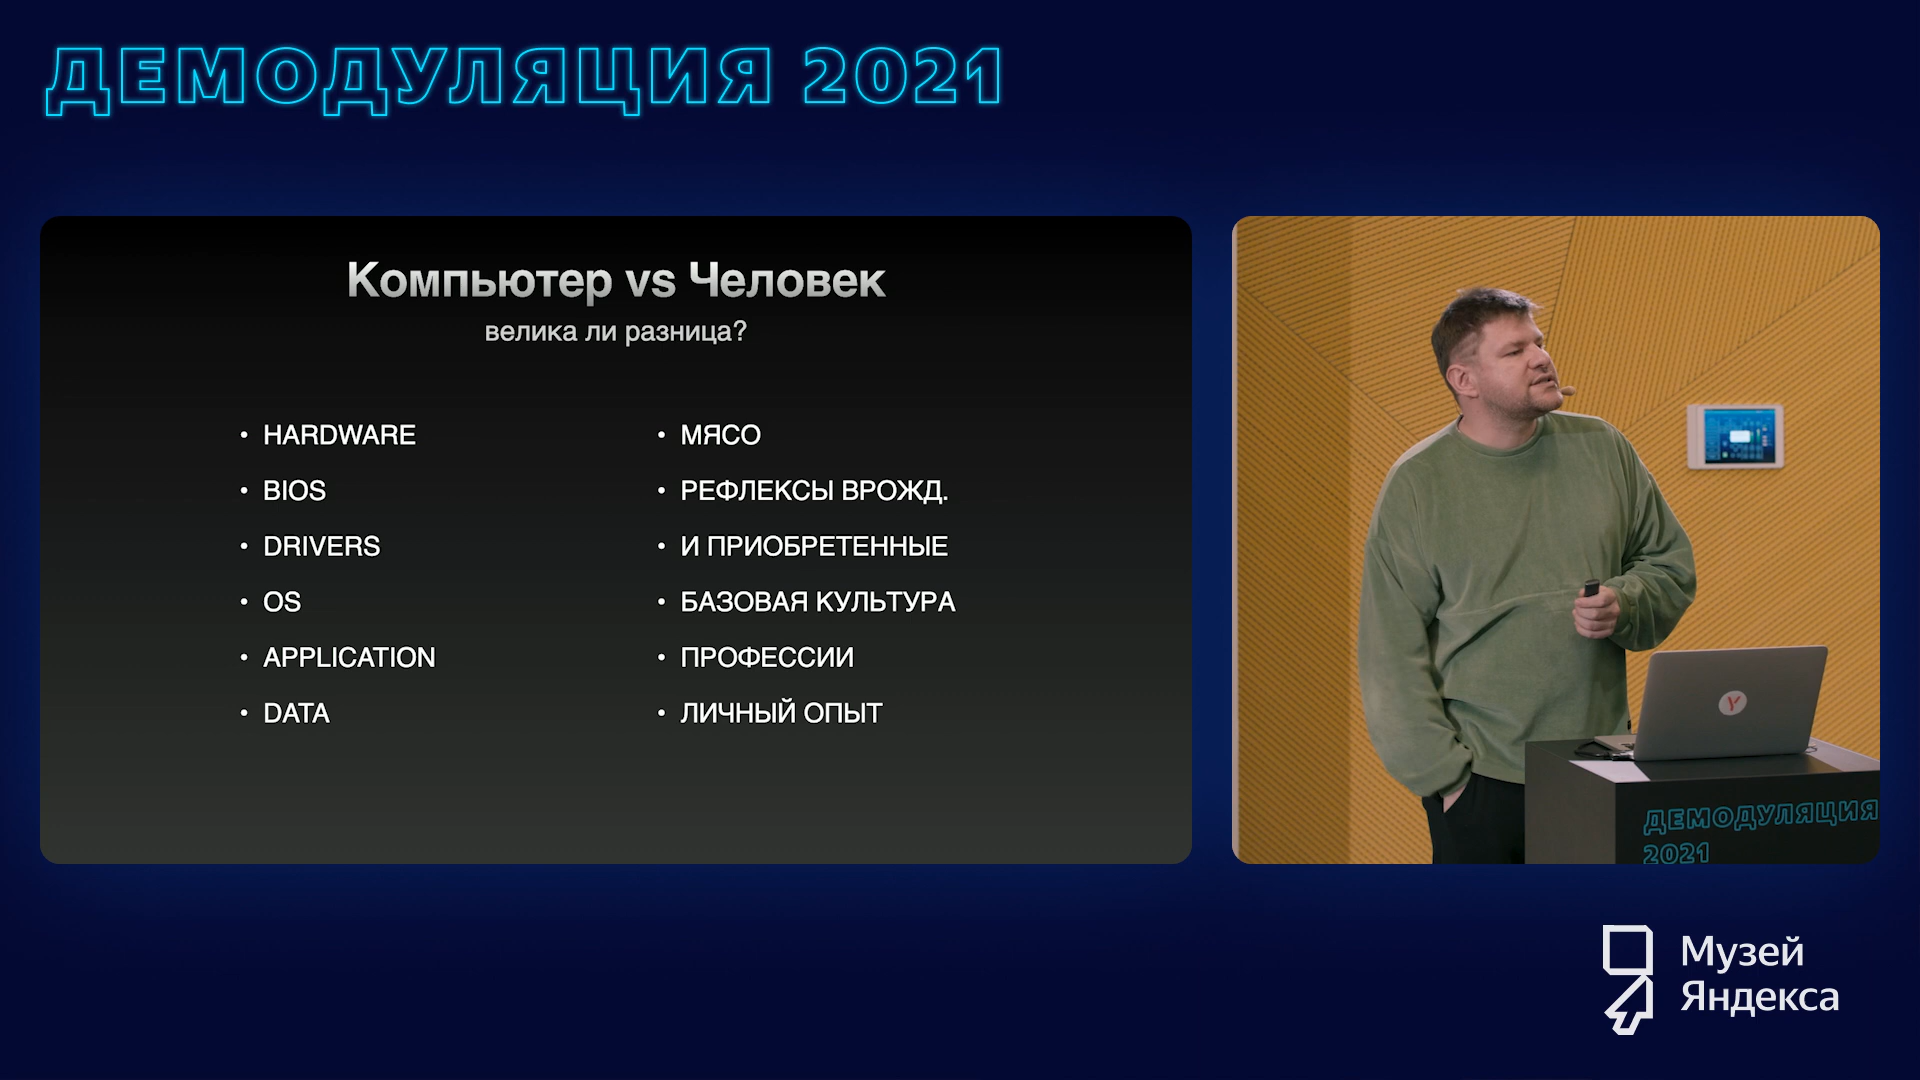 ДЕМОДУЛЯЦИЯ 2021
Компьютер vs Человек
велика ли разница?
• HARDWARE
• BIOS
• DRIVERS
• OS
• APPLICATION
• DATA
• МЯСО
• РЕФЛЕКСЫ ВРОЖД.
• И ПРИОБРЕТЕННЫЕ
• БАЗОВАЯ КУЛЬТУРА
• ПРОФЕССИИ
• ЛИЧНЫЙ ОПЫТ
ДЕМОДУЛЯЦИЯ
2021
Музей
Яндекса